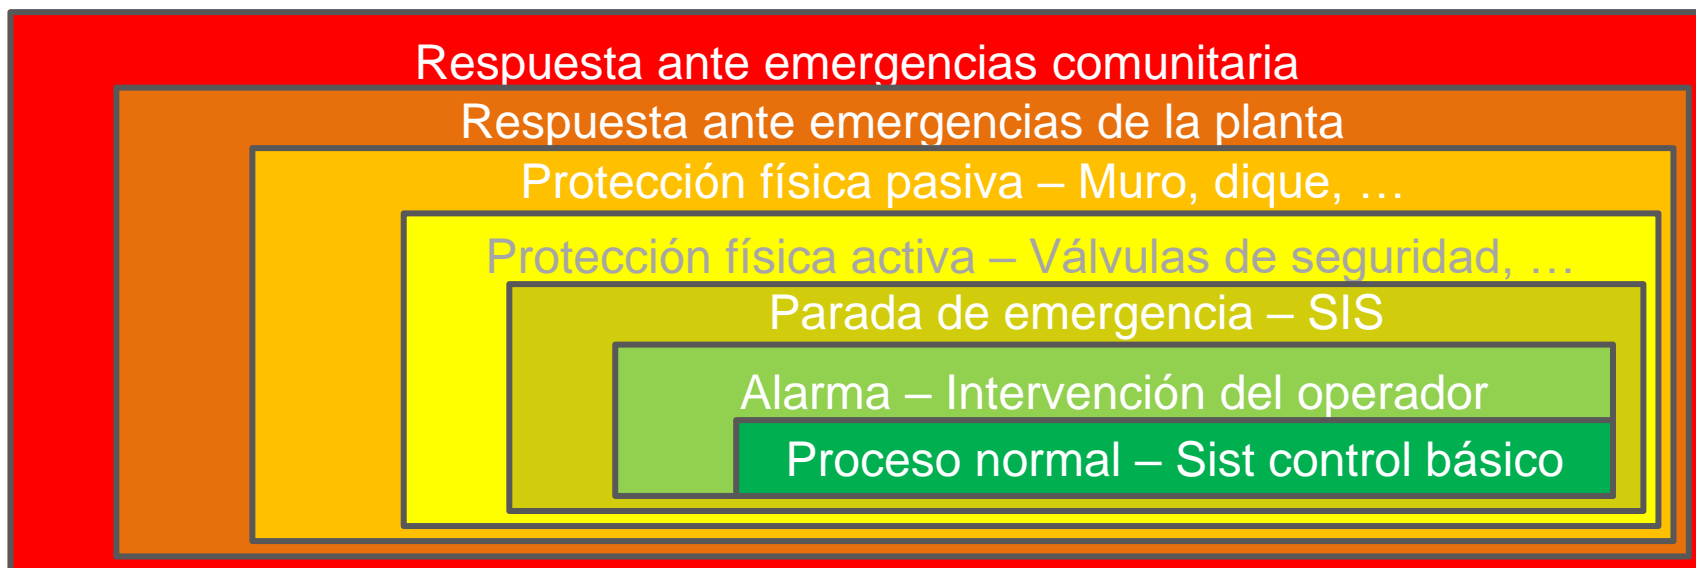 Respuesta ante emergencias comunitaria
Respuesta ante emergencias de la planta
Protección física pasiva – Muro, dique, …
Protección física activa – Válvulas de seguridad, …
Parada de emergencia – SIS
Alarma – Intervención del operador
Proceso normal – Sist control básico